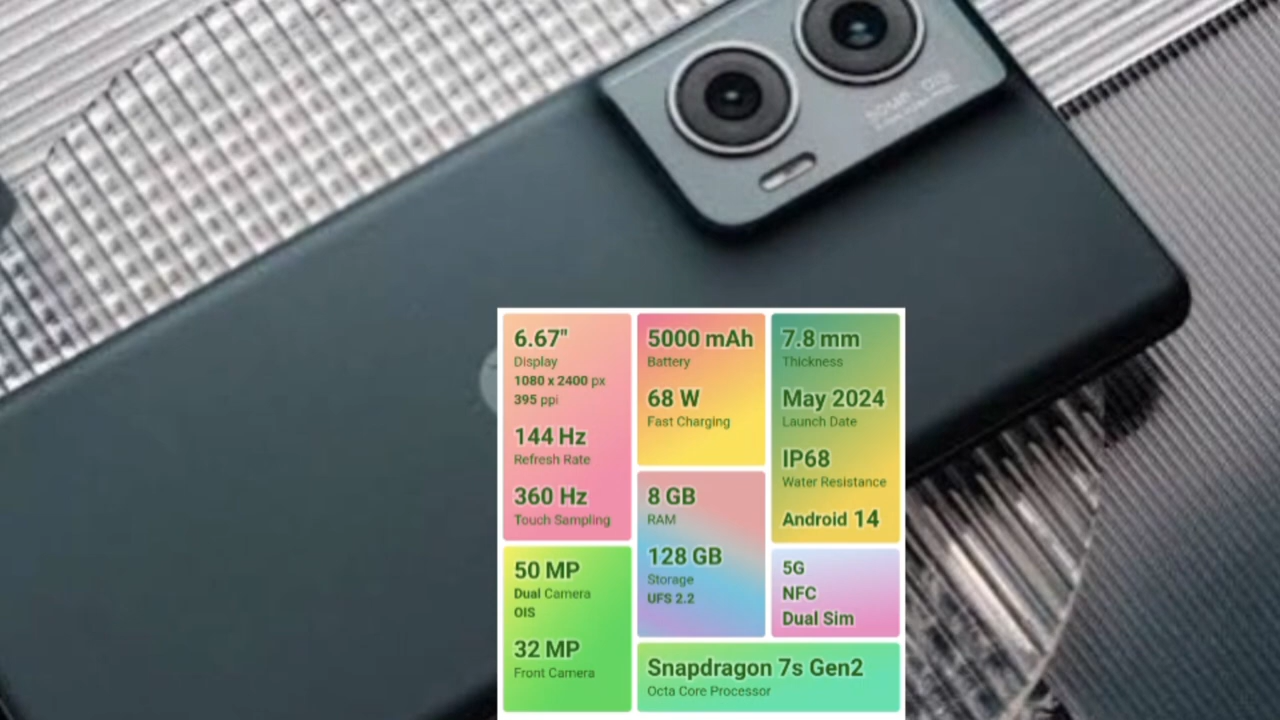 50MP OIS
6.67"
Display
1080 x 2400 px
395 ppi
144 Hz
Refresh Rate
360 Hz
Touch Sampling
50 MP
Dual Camera
OIS
32 MP
Front Camera
5000 mAh
Battery
68 W
Fast Charging
8 GB
RAM
128 GB
Storage
UFS 2.2
7.8 mm
Thickness
May 2024
Launch Date
IP68
Water Resistance
Android 14
5G
NFC
Dual Sim
Snapdragon 7s Gen2
Octa Core Processor